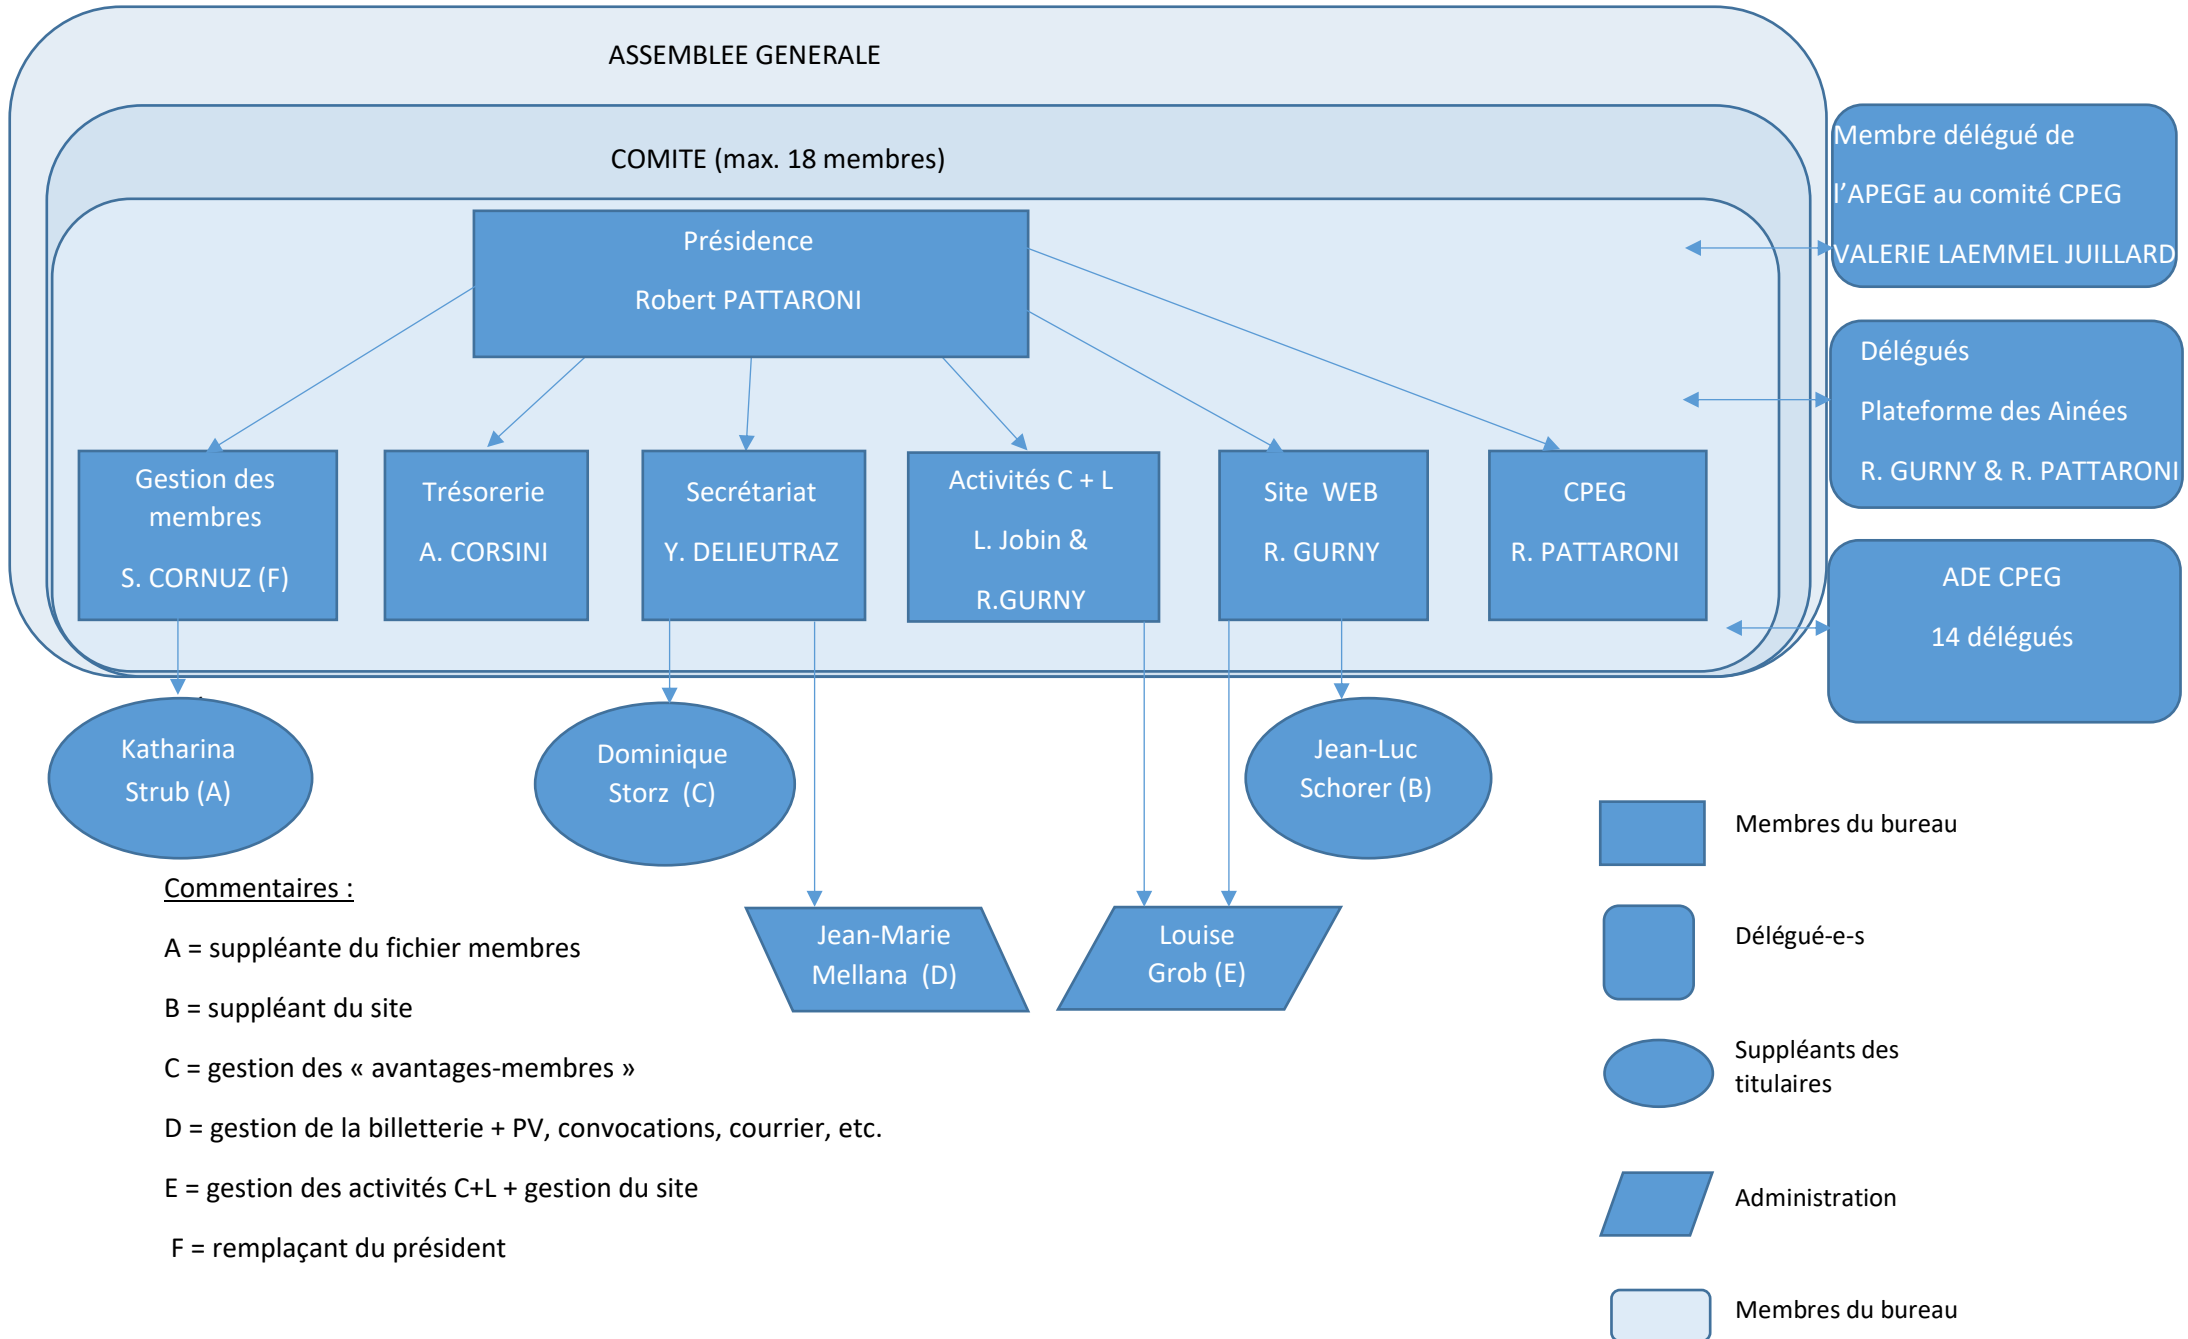 ASSEMBLEE GENERALE
COMITE (max. 18 membres)
Présidence
Robert PATTARONI
Membre délégué de
l’APEGE au comité CPEG
VALERIE LAEMMEL JUILLARD
Délégués
Plateforme des Ainées
R. GURNY & R. PATTARONI
ADE CPEG
14 délégués
Gestion des
membres
S. CORNUZ (F)
Trésorerie
A. CORSINI
Secrétariat
Y. DELIEUTRAZ
Activités C + L
L. Jobin &
R.GURNY
Site  WEB
R. GURNY
CPEG
R. PATTARONI
Katharina
Strub (A)
Dominique
Storz  (C)
Jean-Luc
Schorer (B)
Jean-Marie
Mellana  (D)
Louise
Grob (E)
Commentaires :
A = suppléante du fichier membres
B = suppléant du site
C = gestion des « avantages-membres »
D = gestion de la billetterie + PV, convocations, courrier, etc.
E = gestion des activités C+L + gestion du site
F = remplaçant du président
Membres du bureau
Délégué-e-s
Suppléants des
titulaires
Administration
Membres du bureau